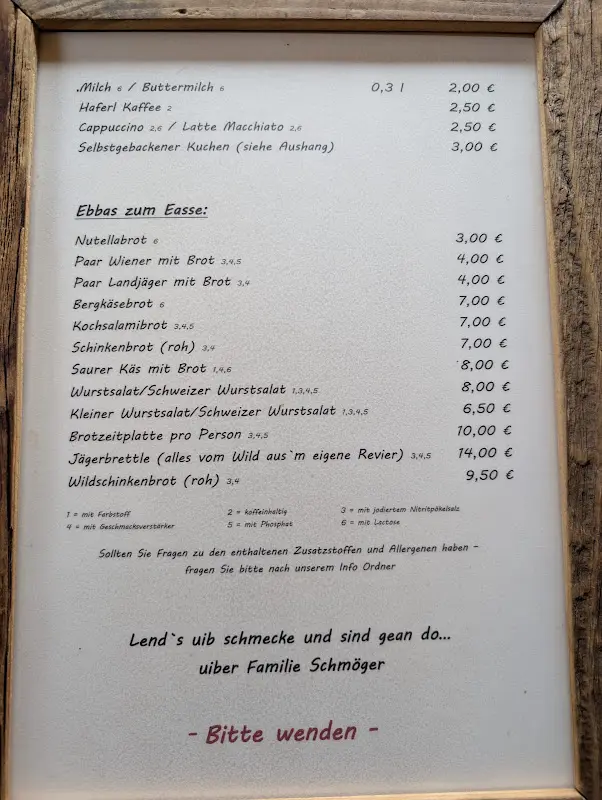 Milch 6 / Buttermilch 6 0,3 l 2,00 €
Haferl Kaffee 2 2,50 €
Cappuccino 2,6 / Latte Macchiato 2,6 2,50 €
Selbstgebackener Kuchen (siehe Aushang) 3,00 €
Ebbas zum Easse:
Nutellabrot 6 3,00 €
Paar Wiener mit Brot 3,4,5 4,00 €
Paar Landjäger mit Brot 3,4 4,00 €
Bergkäsebrot 6 7,00 €
Kochsalamibrot 3,4,5 7,00 €
Schinkenbrot (roh) 3,4 7,00 €
Saurer Käs mit Brot 1,4,6 8,00 €
Wurstsalat/Schweizer Wurstsalat 1,3,4,5 8,00 €
Kleiner Wurstsalat/Schweizer Wurstsalat 1,3,4,5 6,50 €
Brotzeitplatte pro Person 3,4,5 10,00 €
Jägerbrettle (alles vom Wild aus`m eigene Revier) 3,4,5 14,00 €
Wildschinkenbrot (roh) 3,4 9,50 €
1 = mit Farbstoff 2 = koffeinhaltig 3 = mit jodiertem Nitritpökelsalz
4 = mit Geschmacksverstärker 5 = mit Phosphat 6 = mit Lactose
Sollten Sie Fragen zu den enthaltenen Zusatzstoffen und Allergenen haben -
fragen Sie bitte nach unserem Info Ordner
Lend`s uib schmecke und sind gean do...
uiber Familie Schmöger
- Bitte wenden -